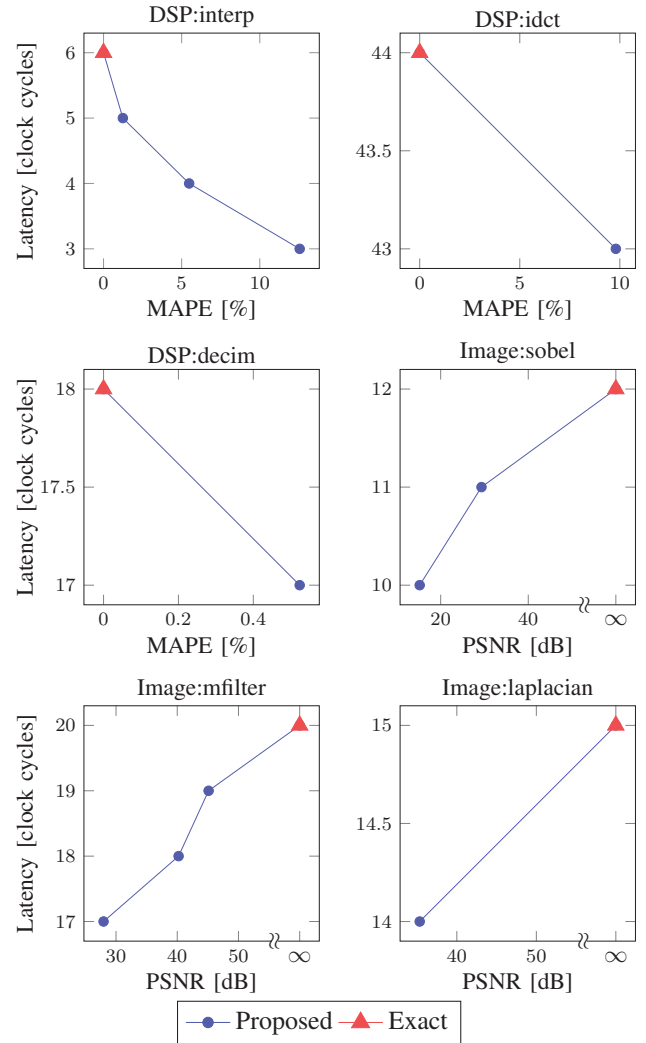 DSP:interp
6
5
4
3
Latency [clock cycles]
0 5 10
MAPE [%]
DSP:idct
44
43.5
43
0 5 10
MAPE [%]
DSP:decim
18
17.5
17
Latency [clock cycles]
0 0.2 0.4
MAPE [%]
Image:sobel
12
11
10
20 40 ∞
PSNR [dB]
Image:mfilter
20
19
18
17
Latency [clock cycles]
30 40 50 ∞
PSNR [dB]
Image:laplacian
15
14.5
14
40 50 ∞
PSNR [dB]
Proposed Exact